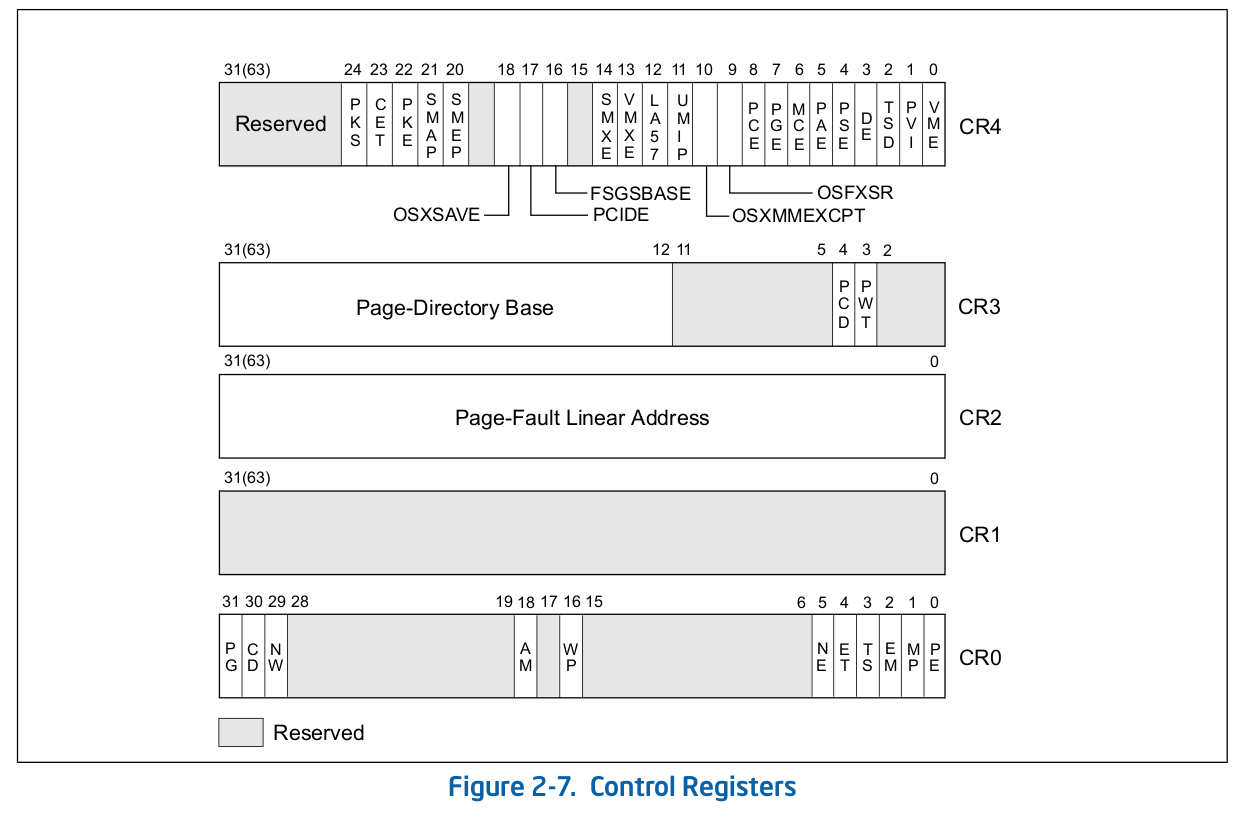 31(63) 24 23 22 21 20 18 17 16 15 14 13 12 11 10 9 8 7 6 5 4 3 2 1 0
Reserved PKS CET PKE SMAP SMEP SMXE VMXE LA57 UMIP PCE PGE MCE PAE PSE DE TSD PVI VME CR4
FSGSBASE OSFXSR
OSXSAVE PCIDE OSXMMEXCPT
31(63) 12 11 5 4 3 2
Page-Directory Base PCD PWT CR3
31(63) 0
Page-Fault Linear Address CR2
31(63) 0
CR1
31 30 29 28 19 18 17 16 15 6 5 4 3 2 1 0
PG CD NW AM WP NE ET TS EM MP PE CR0
Reserved
Figure 2-7. Control Registers